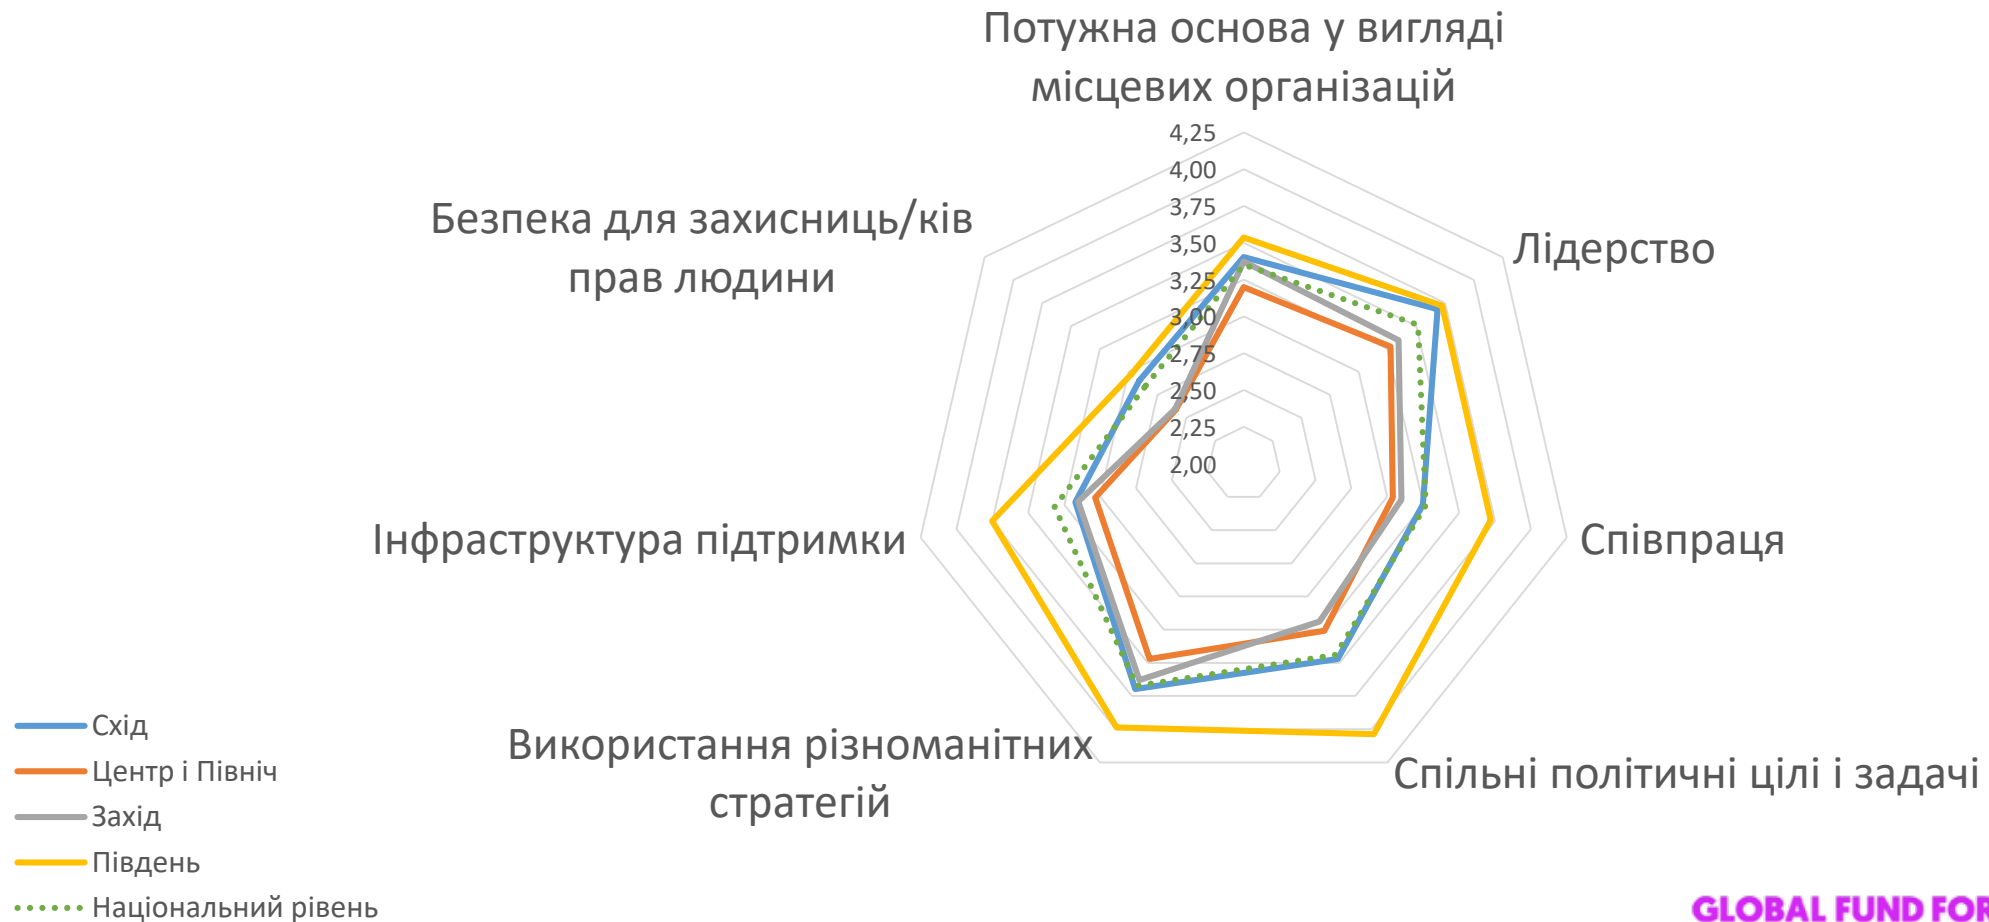 Потужна основа у вигляді
місцевих організацій
4,25
4,00
3,75
3,50
3,25
3,00
2,75
2,50
2,25
2,00
Лідерство
Співпраця
Спільні політичні цілі і задачі
Використання різноманітних
стратегій
Інфраструктура підтримки
Безпека для захисниць/ків
прав людини
Схід
Центр і Північ
Захід
Південь
Національний рівень
GLOBAL FUND FOR